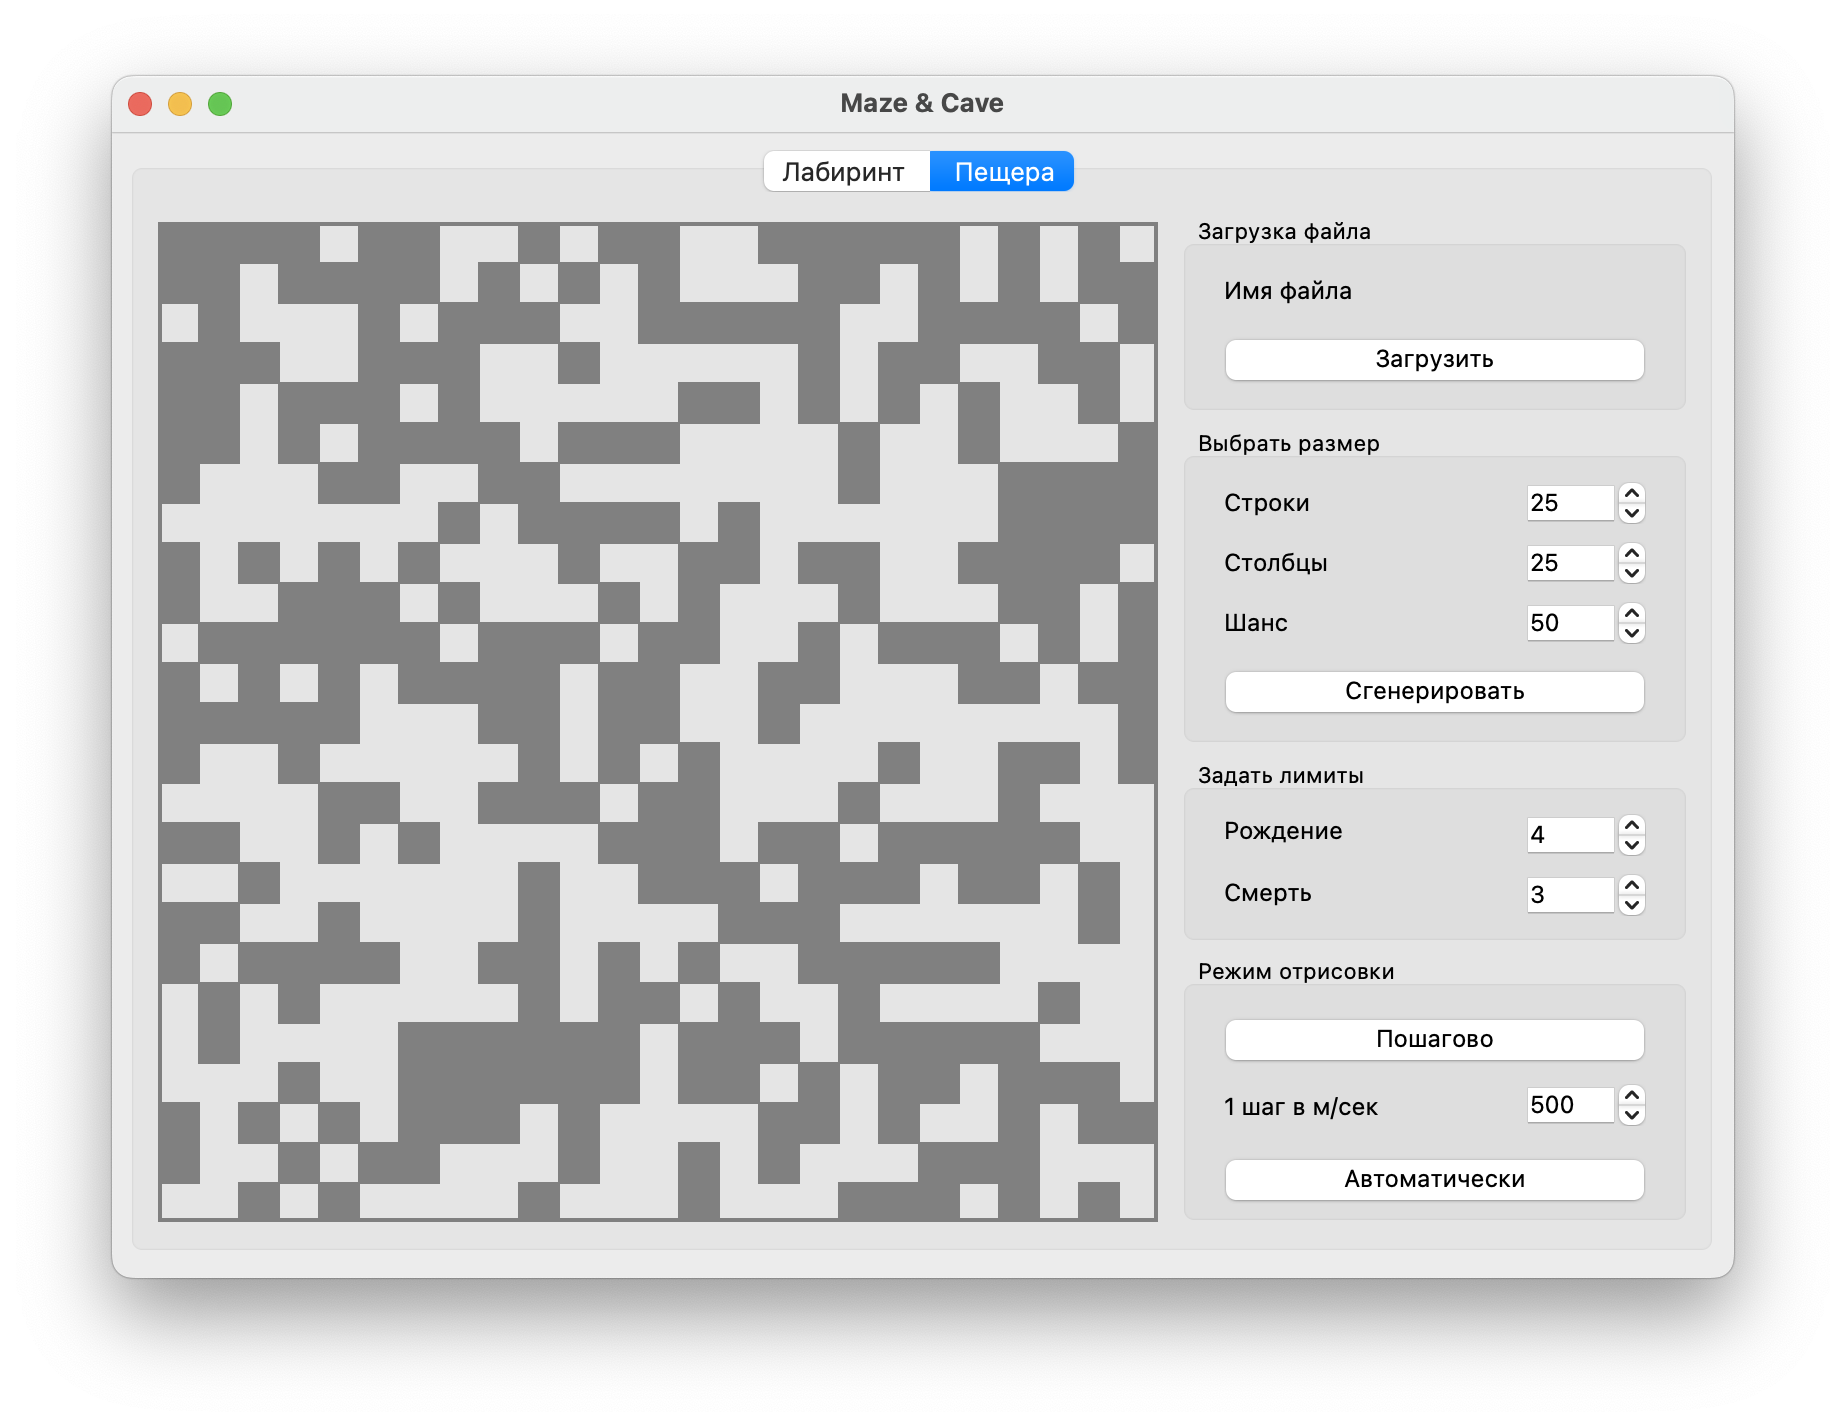 Maze & Cave
Лабиринт
Пещера
Загрузка файла
Имя файла
Загрузить
Выбрать размер
Строки 25
Столбцы 25
Шанс 50
Сгенерировать
Задать лимиты
Рождение 4
Смерть 3
Режим отрисовки
Пошагово
1 шаг в м/сек 500
Автоматически